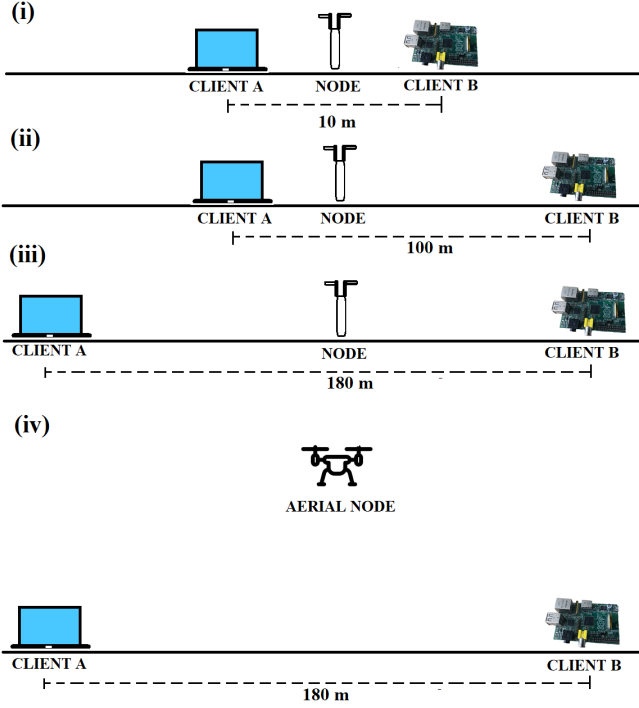 (i)
CLIENT A NODE CLIENT B
10 m
(ii)
CLIENT A NODE CLIENT B
100 m
(iii)
CLIENT A NODE CLIENT B
180 m
(iv)
AERIAL NODE
CLIENT A CLIENT B
180 m